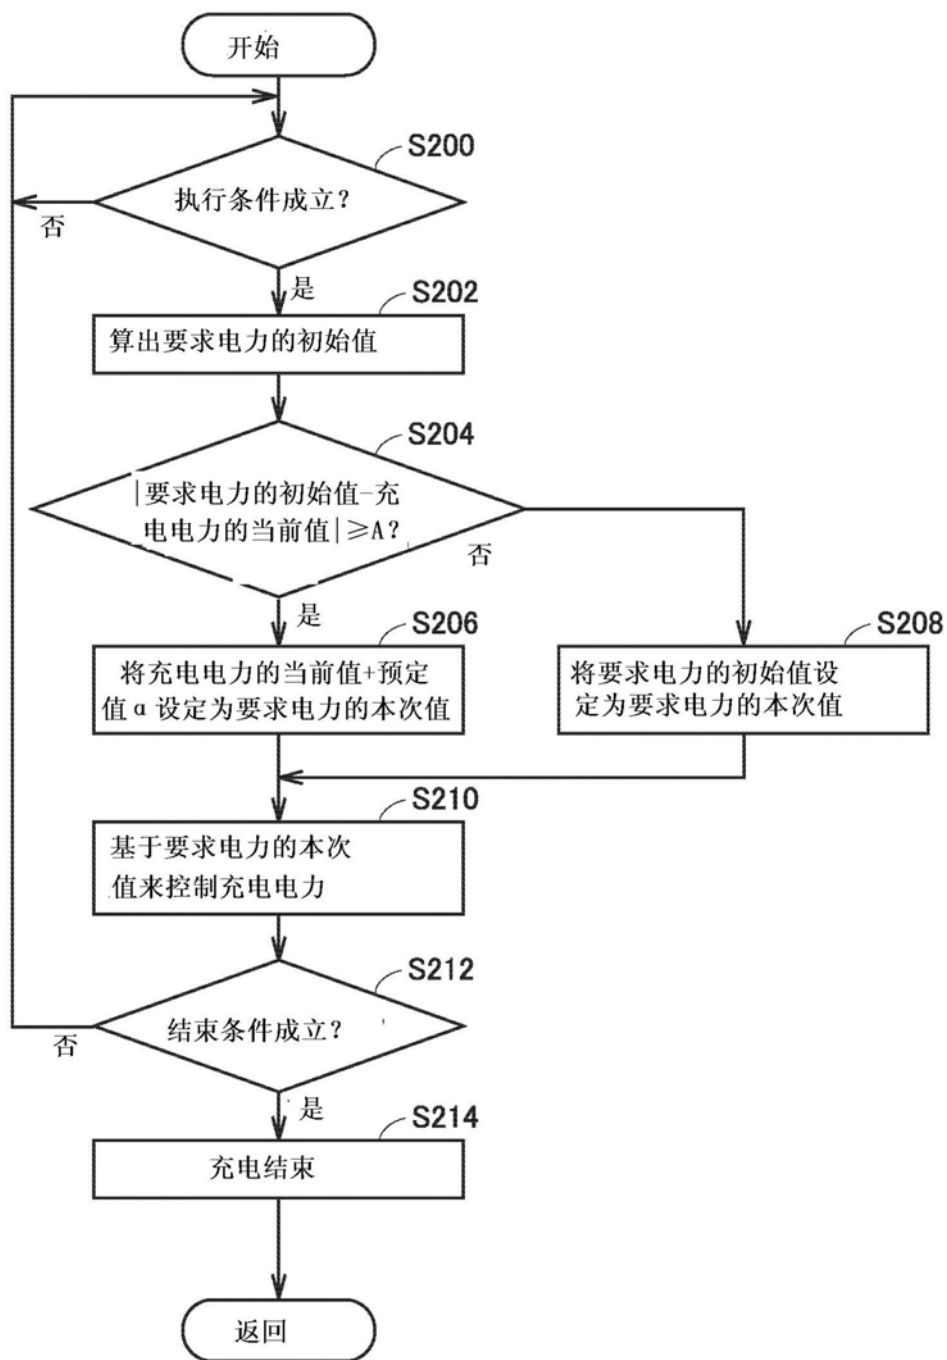 开始
S200
执行条件成立?
否
是
S202
算出要求电力的初始值
S204
|要求电力的初始值-充
电电力的当前值|≥A?
否
是
S206
S208
将充电电力的当前值+预定
值α设定为要求电力的本次值
将要求电力的初始值设
定为要求电力的本次值
S210
基于要求电力的本次
值来控制充电电力
S212
结束条件成立?
否
是
S214
充电结束
返回